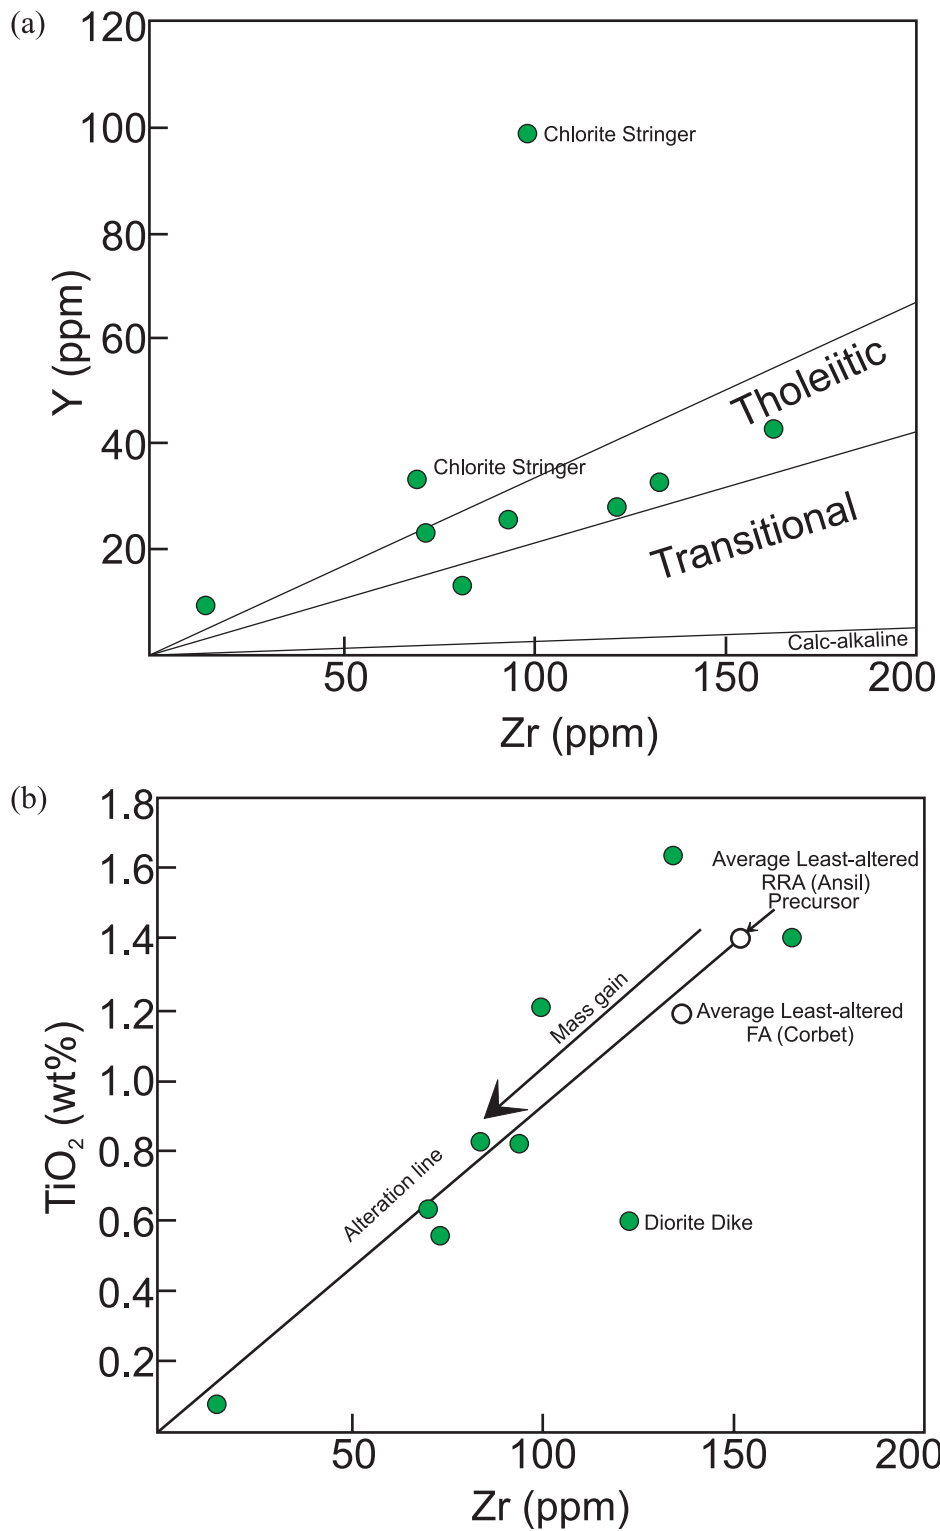 (a)
120
100
80
60
40
20
Y (ppm)
Chlorite Stringer
Chlorite Stringer
Tholeiitic
Transitional
Calc-alkaline
50
100
150
200
Zr (ppm)
(b)
1.8
1.6
1.4
1.2
1.0
0.8
0.6
0.4
0.2
TiO₂ (wt%)
Average Least-altered
RRA (Ansil)
Precursor
Mass gain
Average Least-altered
FA (Corbet)
Alteration line
Diorite Dike
50
100
150
200
Zr (ppm)